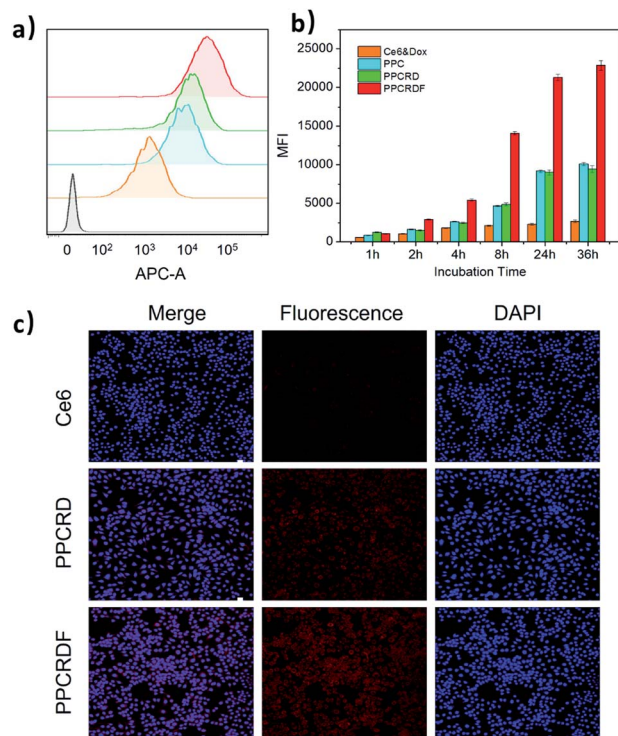 a)
0 10² 10³ 10⁴ 10⁵
APC-A
b)
Ce6&Dox
PPC
PPCRD
PPCRDF
MFI
25000
20000
15000
10000
5000
0
1h 2h 4h 8h 24h 36h
Incubation Time
c)
Merge Fluorescence DAPI
Ce6
PPCRD
PPCRDF